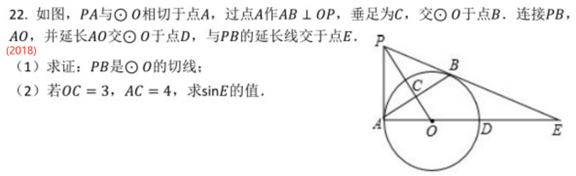 22. 如图，PA与⊙O相切于点A，过点A作AB⊥OP，垂足为C，交⊙O于点B．连接PB，
AO，并延长AO交⊙O于点D，与PB的延长线交于点E．
(2018)
（1）求证：PB是⊙O的切线；
（2）若OC＝3，AC＝4，求sinE的值．
P
B
C
A
O
D
E